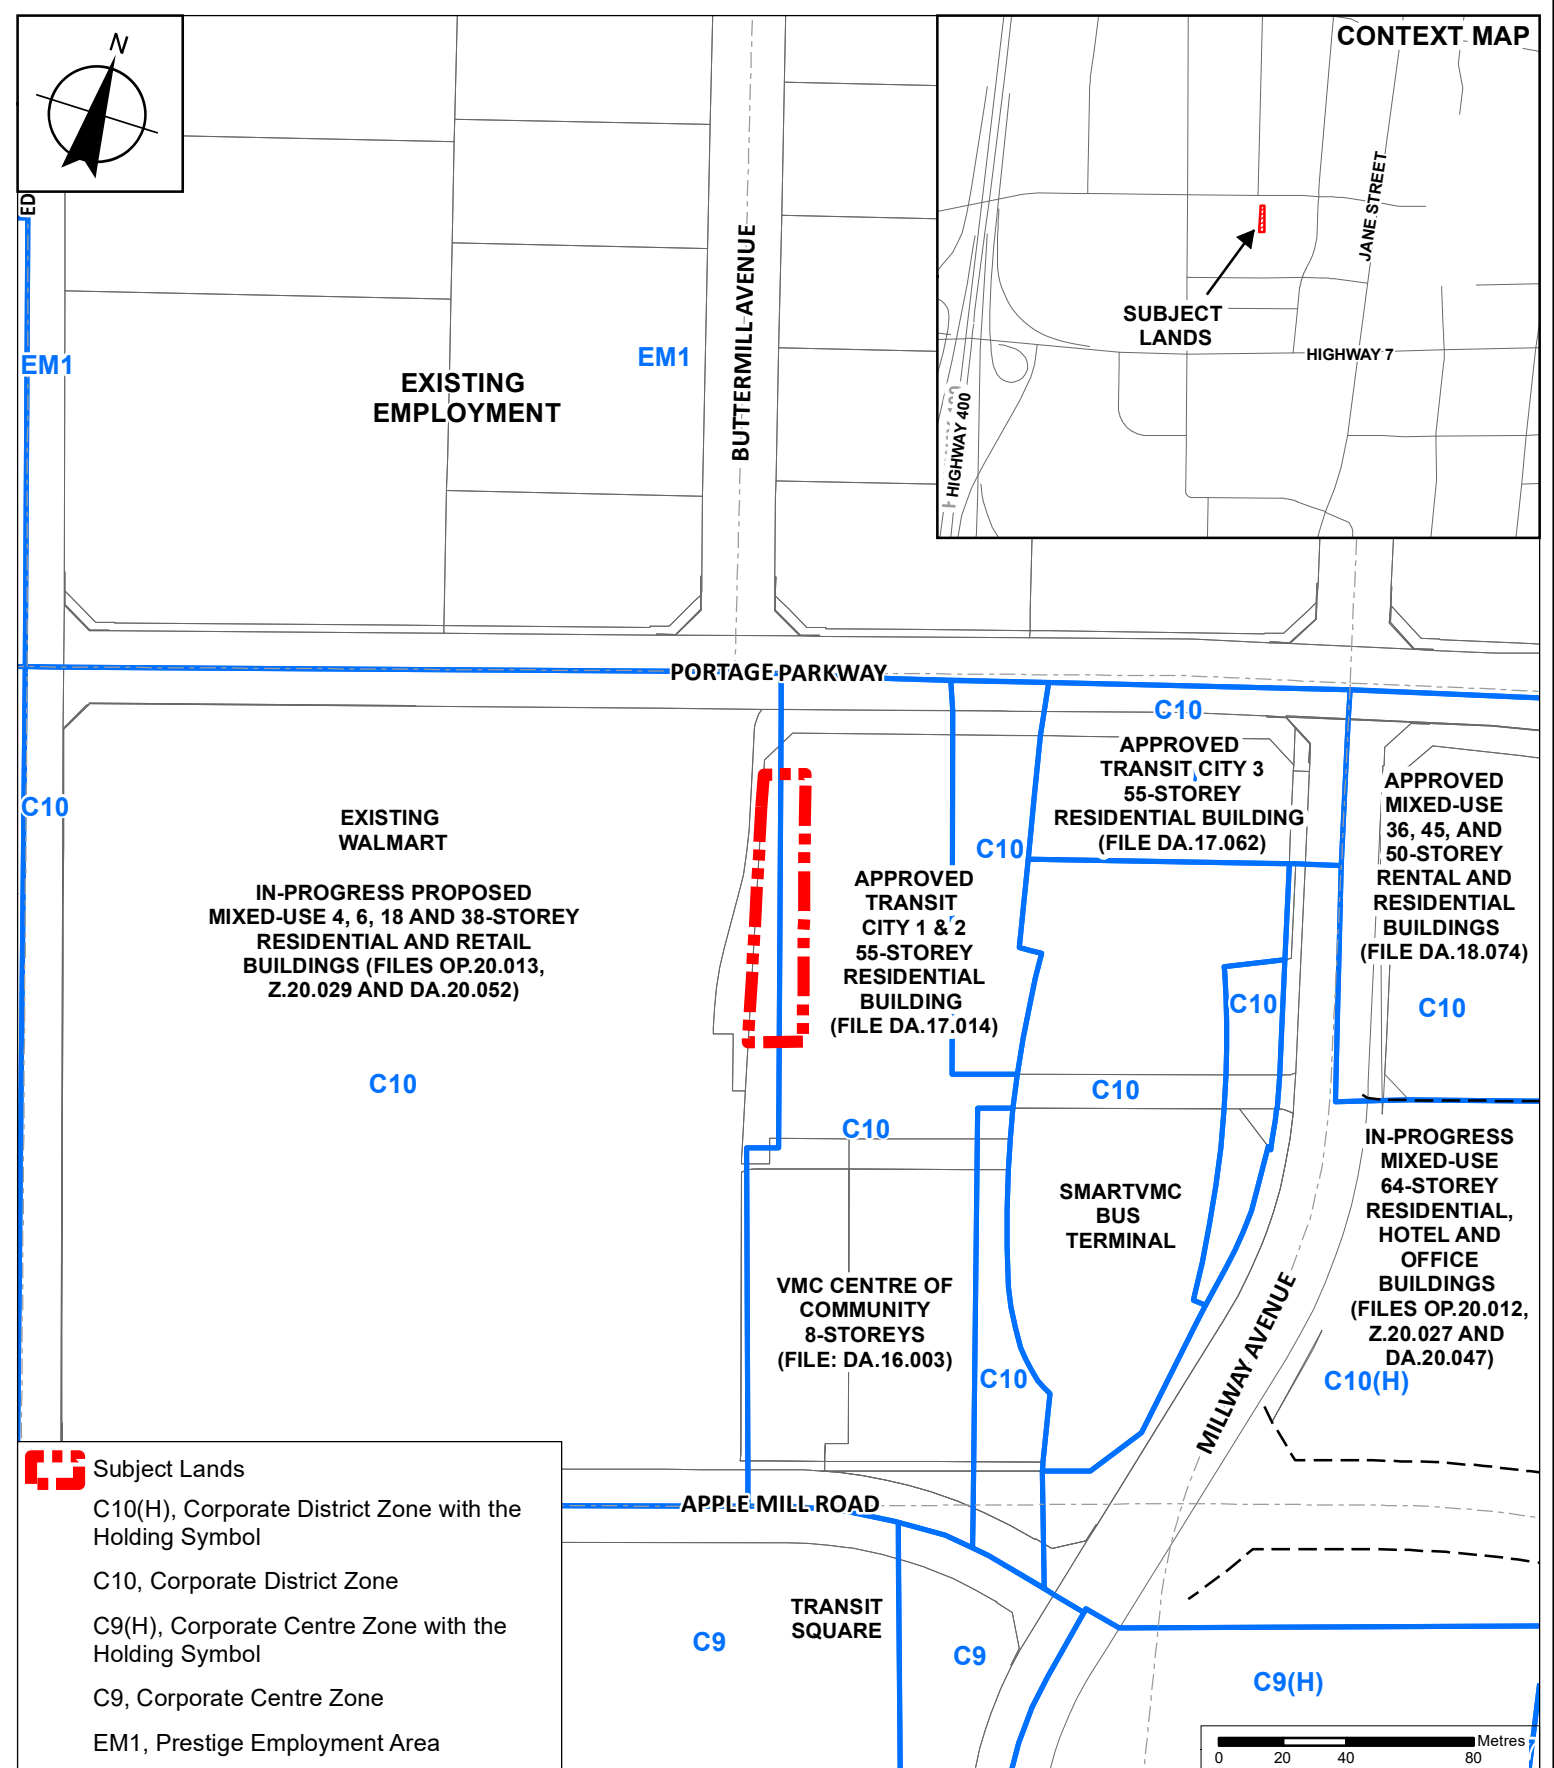 N
CONTEXT MAP
JANE STREET
SUBJECT
LANDS
HIGHWAY 7
HIGHWAY 400
ED
EM1
EXISTING
EMPLOYMENT
EM1
BUTTERMILL AVENUE
PORTAGE PARKWAY
C10
C10
EXISTING
WALMART
IN-PROGRESS PROPOSED
MIXED-USE 4, 6, 18 AND 38-STOREY
RESIDENTIAL AND RETAIL
BUILDINGS (FILES OP.20.013,
Z.20.029 AND DA.20.052)
C10
APPROVED
TRANSIT
CITY 1 & 2
55-STOREY
RESIDENTIAL
BUILDING
(FILE DA.17.014)
C10
C10
APPROVED
TRANSIT CITY 3
55-STOREY
RESIDENTIAL BUILDING
(FILE DA.17.062)
APPROVED
MIXED-USE
36, 45, AND
50-STOREY
RENTAL AND
RESIDENTIAL
BUILDINGS
(FILE DA.18.074)
C10
C10
C10
SMARTVMC
BUS
TERMINAL
IN-PROGRESS
MIXED-USE
64-STOREY
RESIDENTIAL,
HOTEL AND
OFFICE
BUILDINGS
(FILES OP.20.012,
Z.20.027 AND
DA.20.047)
C10(H)
VMC CENTRE OF
COMMUNITY
8-STOREYS
(FILE: DA.16.003)
C10
MILLWAY AVENUE
APPLE MILL ROAD
TRANSIT
SQUARE
C9
C9
C9(H)
Subject Lands
C10(H), Corporate District Zone with the
Holding Symbol
C10, Corporate District Zone
C9(H), Corporate Centre Zone with the
Holding Symbol
C9, Corporate Centre Zone
EM1, Prestige Employment Area
Metres
0 20 40 80